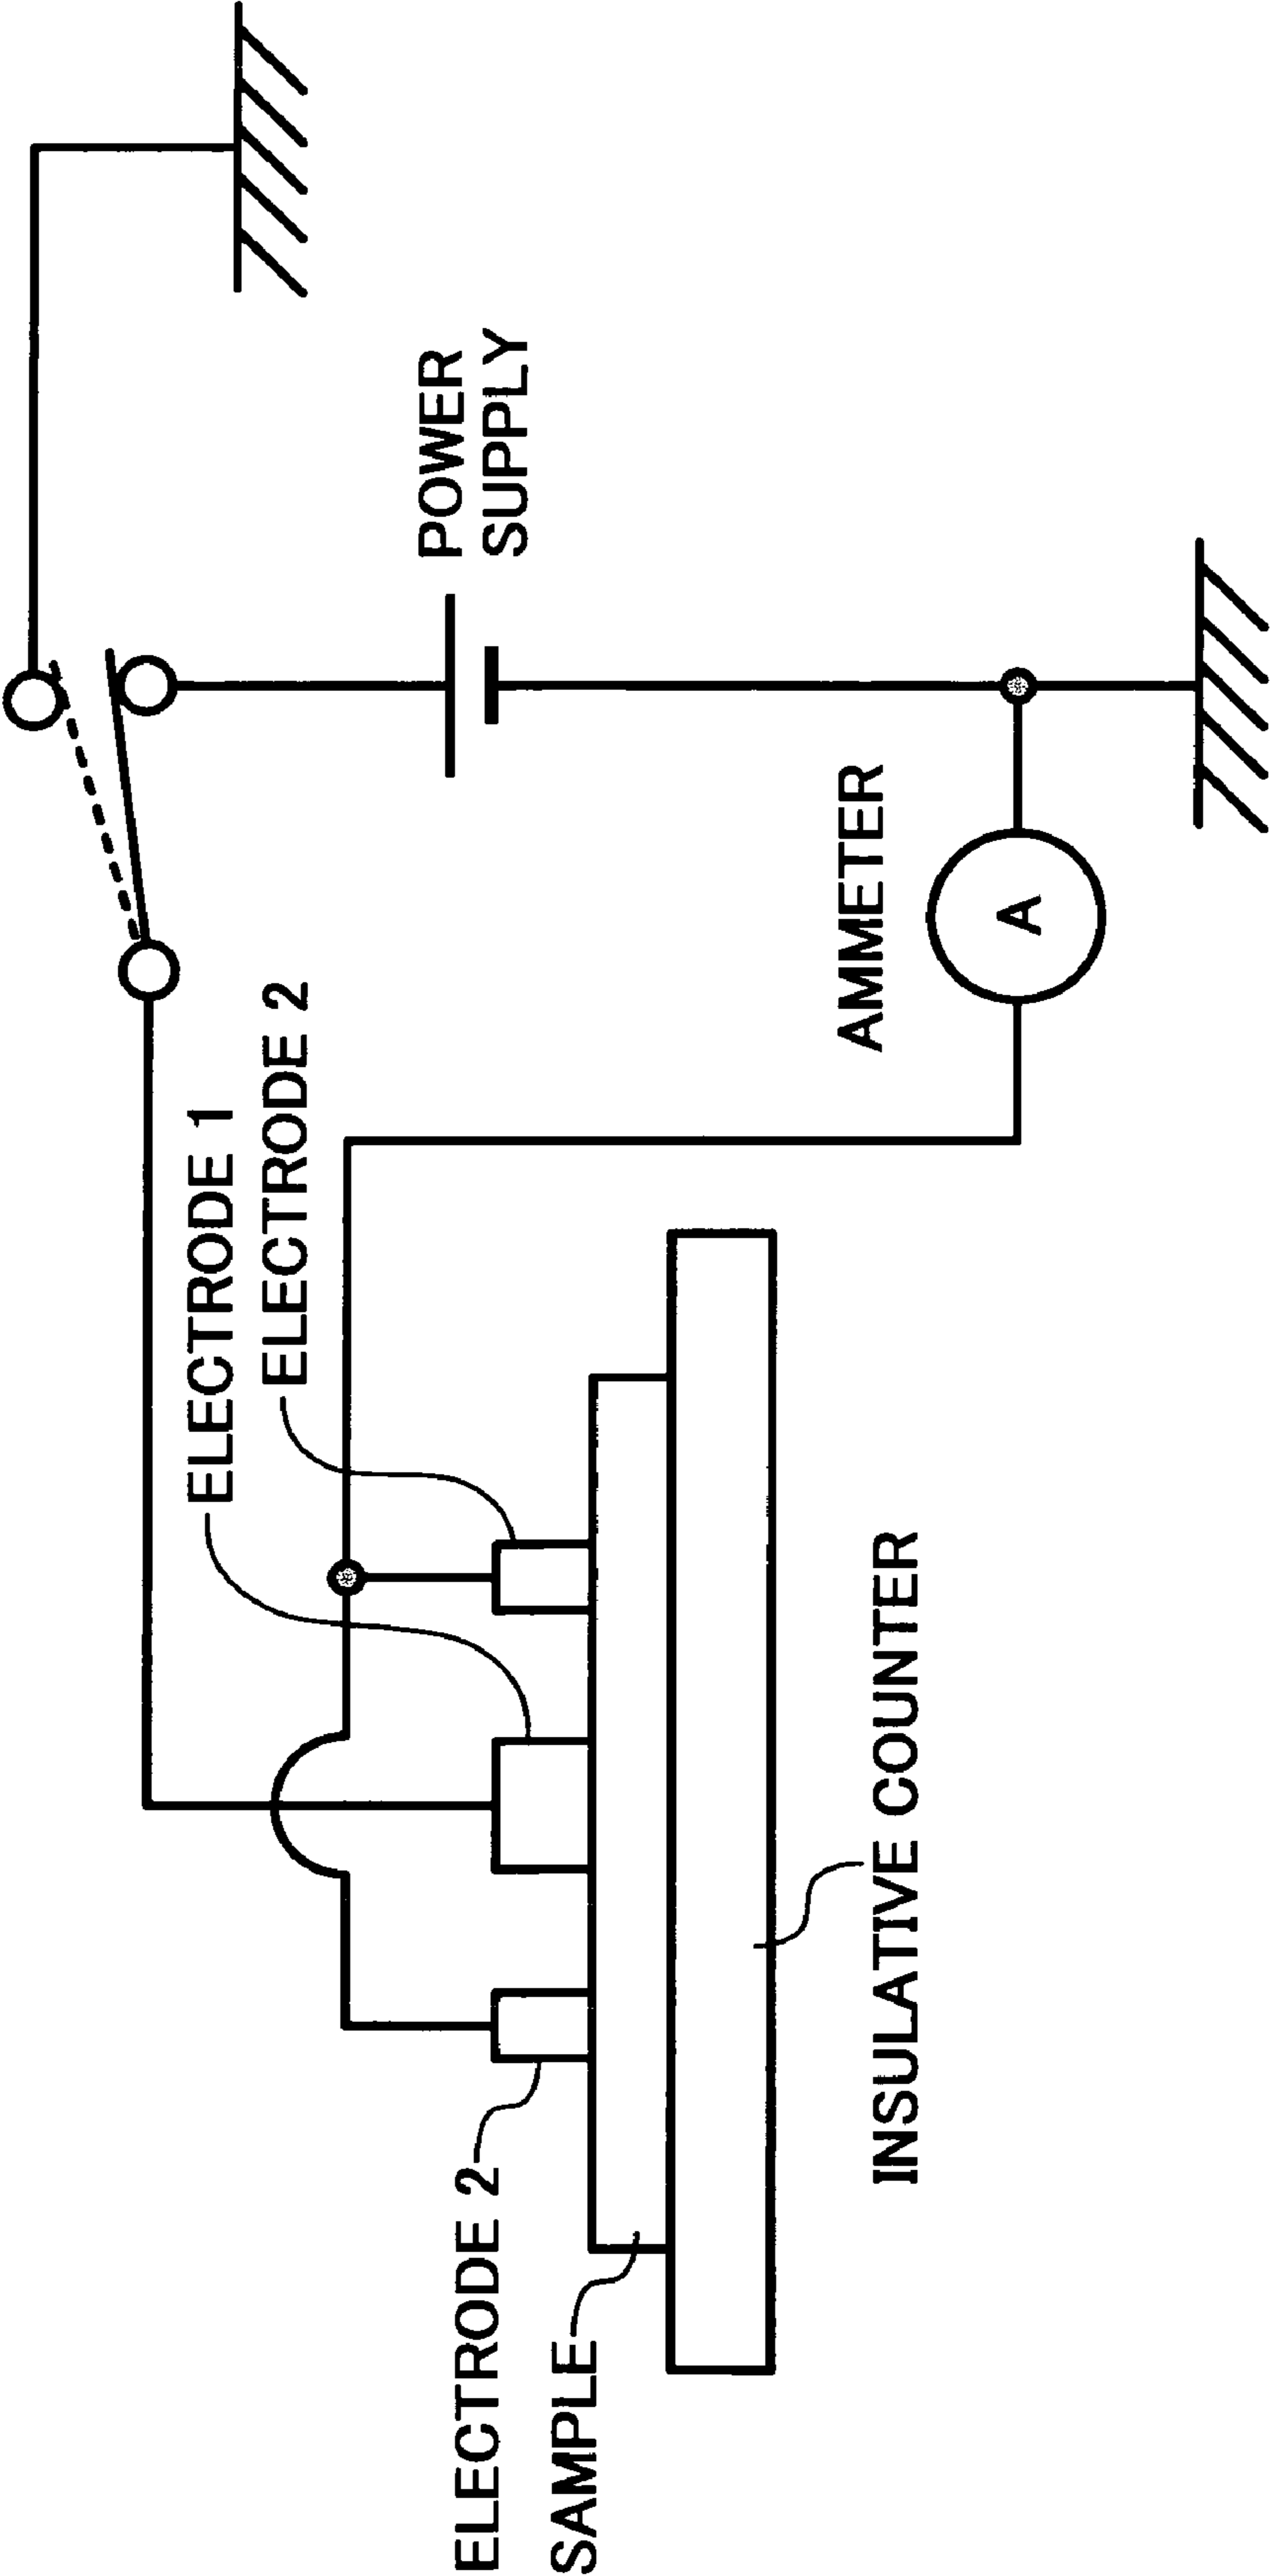 ELECTRODE 1
ELECTRODE 2
ELECTRODE 2
SAMPLE
INSULATIVE COUNTER
AMMETER
A
POWER
SUPPLY